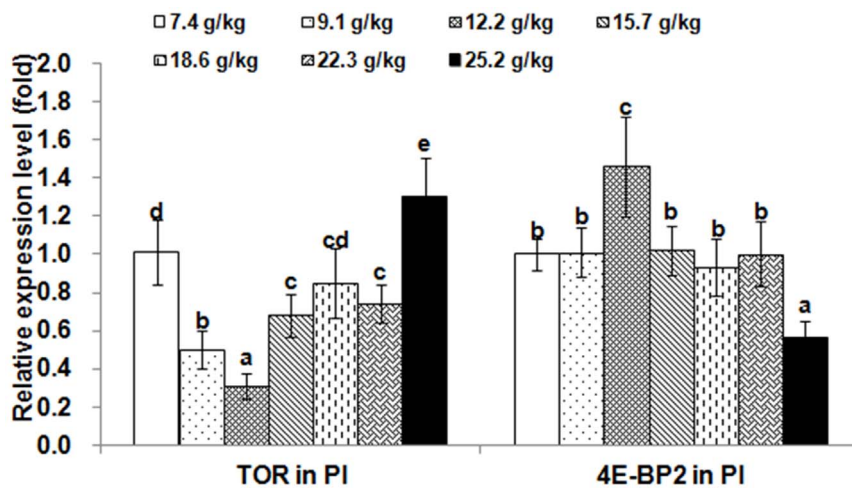 7.4 g/kg 9.1 g/kg 12.2 g/kg 15.7 g/kg
18.6 g/kg 22.3 g/kg 25.2 g/kg
Relative expression level (fold)
2.0
1.8
1.6
1.4
1.2
1.0
0.8
0.6
0.4
0.2
0.0
d b a c cd c e
b b c b b b a
TOR in PI 4E-BP2 in PI